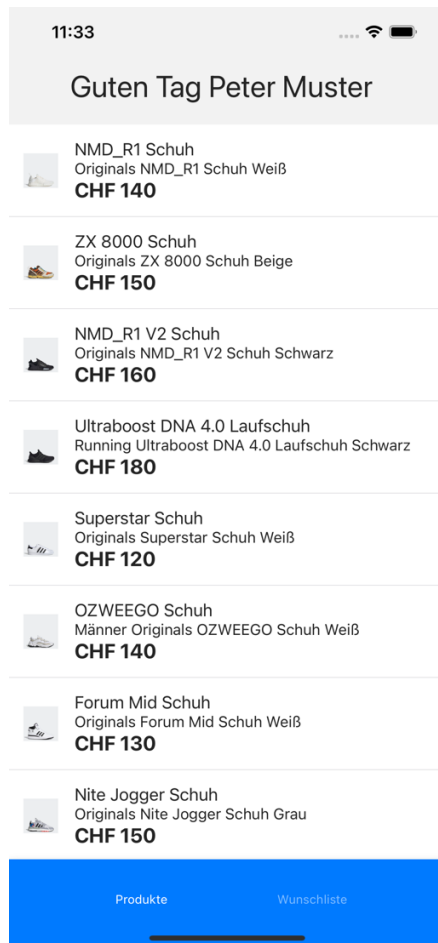 11:33
Guten Tag Peter Muster
NMD_R1 Schuh
Originals NMD_R1 Schuh Weiß
CHF 140
ZX 8000 Schuh
Originals ZX 8000 Schuh Beige
CHF 150
NMD_R1 V2 Schuh
Originals NMD_R1 V2 Schuh Schwarz
CHF 160
Ultraboost DNA 4.0 Laufschuh
Running Ultraboost DNA 4.0 Laufschuh Schwarz
CHF 180
Superstar Schuh
Originals Superstar Schuh Weiß
CHF 120
OZWEEGO Schuh
Männer Originals OZWEEGO Schuh Weiß
CHF 140
Forum Mid Schuh
Originals Forum Mid Schuh Weiß
CHF 130
Nite Jogger Schuh
Originals Nite Jogger Schuh Grau
CHF 150
Produkte
Wunschliste